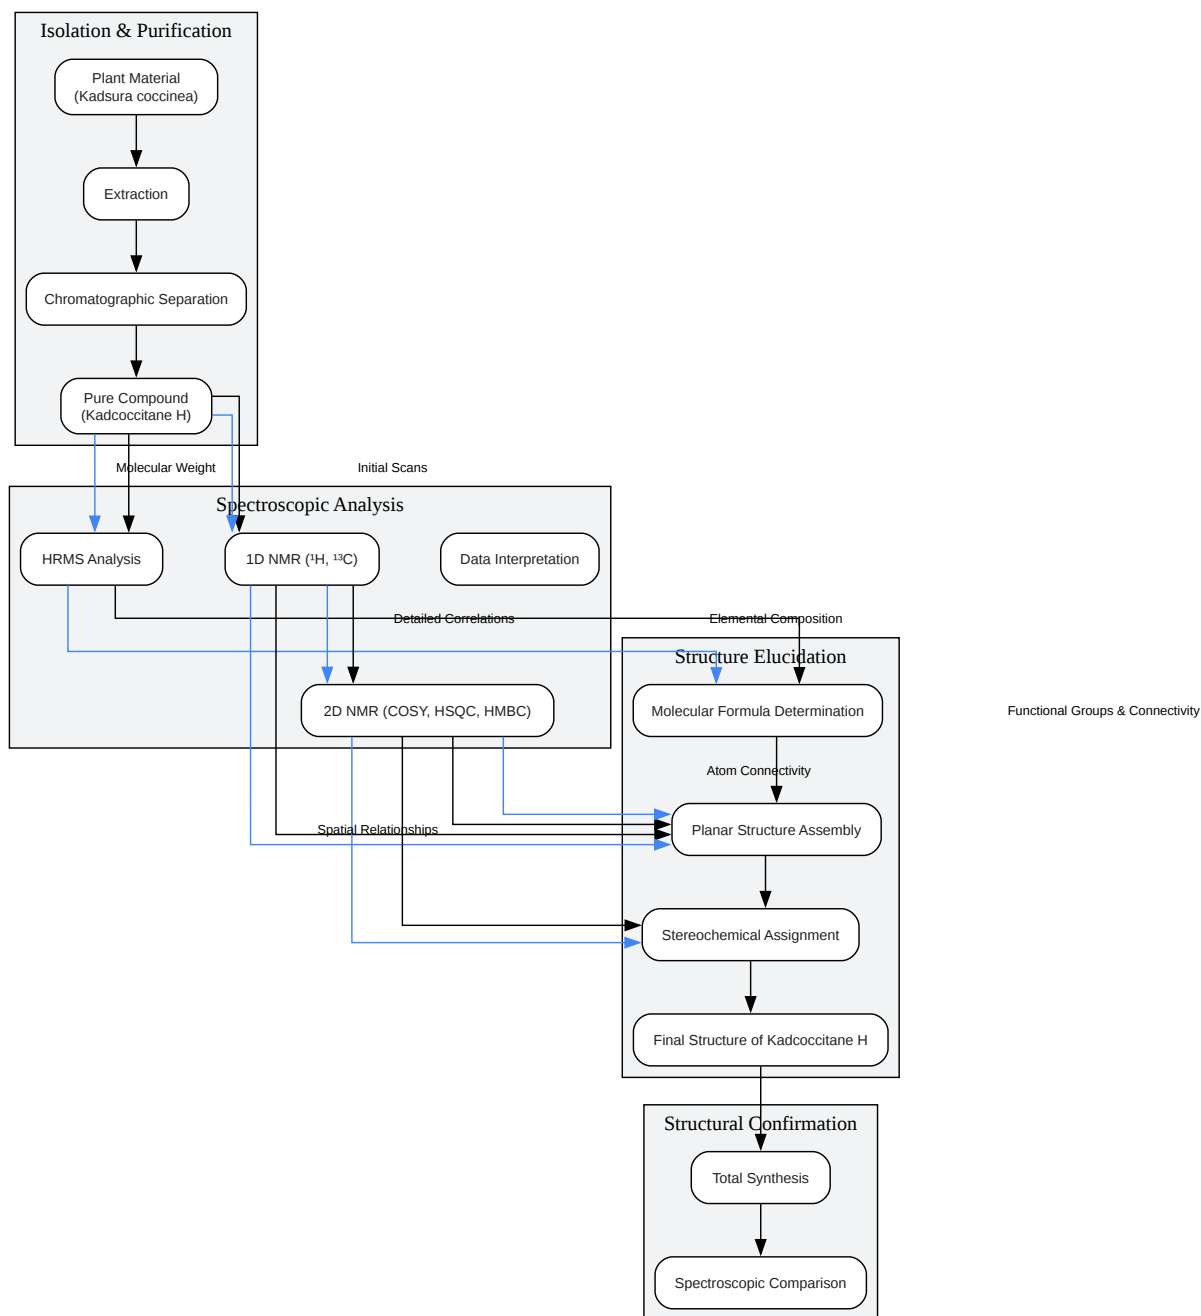 Isolation & Purification
Plant Material
(Kadsura coccinea)
Extraction
Chromatographic Separation
Pure Compound
(Kadcoccitane H)
Molecular Weight
Initial Scans
Spectroscopic Analysis
HRMS Analysis
1D NMR (¹H, ¹³C)
Data Interpretation
Detailed Correlations
Elemental Composition
Structure Elucidation
2D NMR (COSY, HSQC, HMBC)
Molecular Formula Determination
Functional Groups & Connectivity
Atom Connectivity
Spatial Relationships
Planar Structure Assembly
Stereochemical Assignment
Final Structure of Kadcoccitane H
Structural Confirmation
Total Synthesis
Spectroscopic Comparison